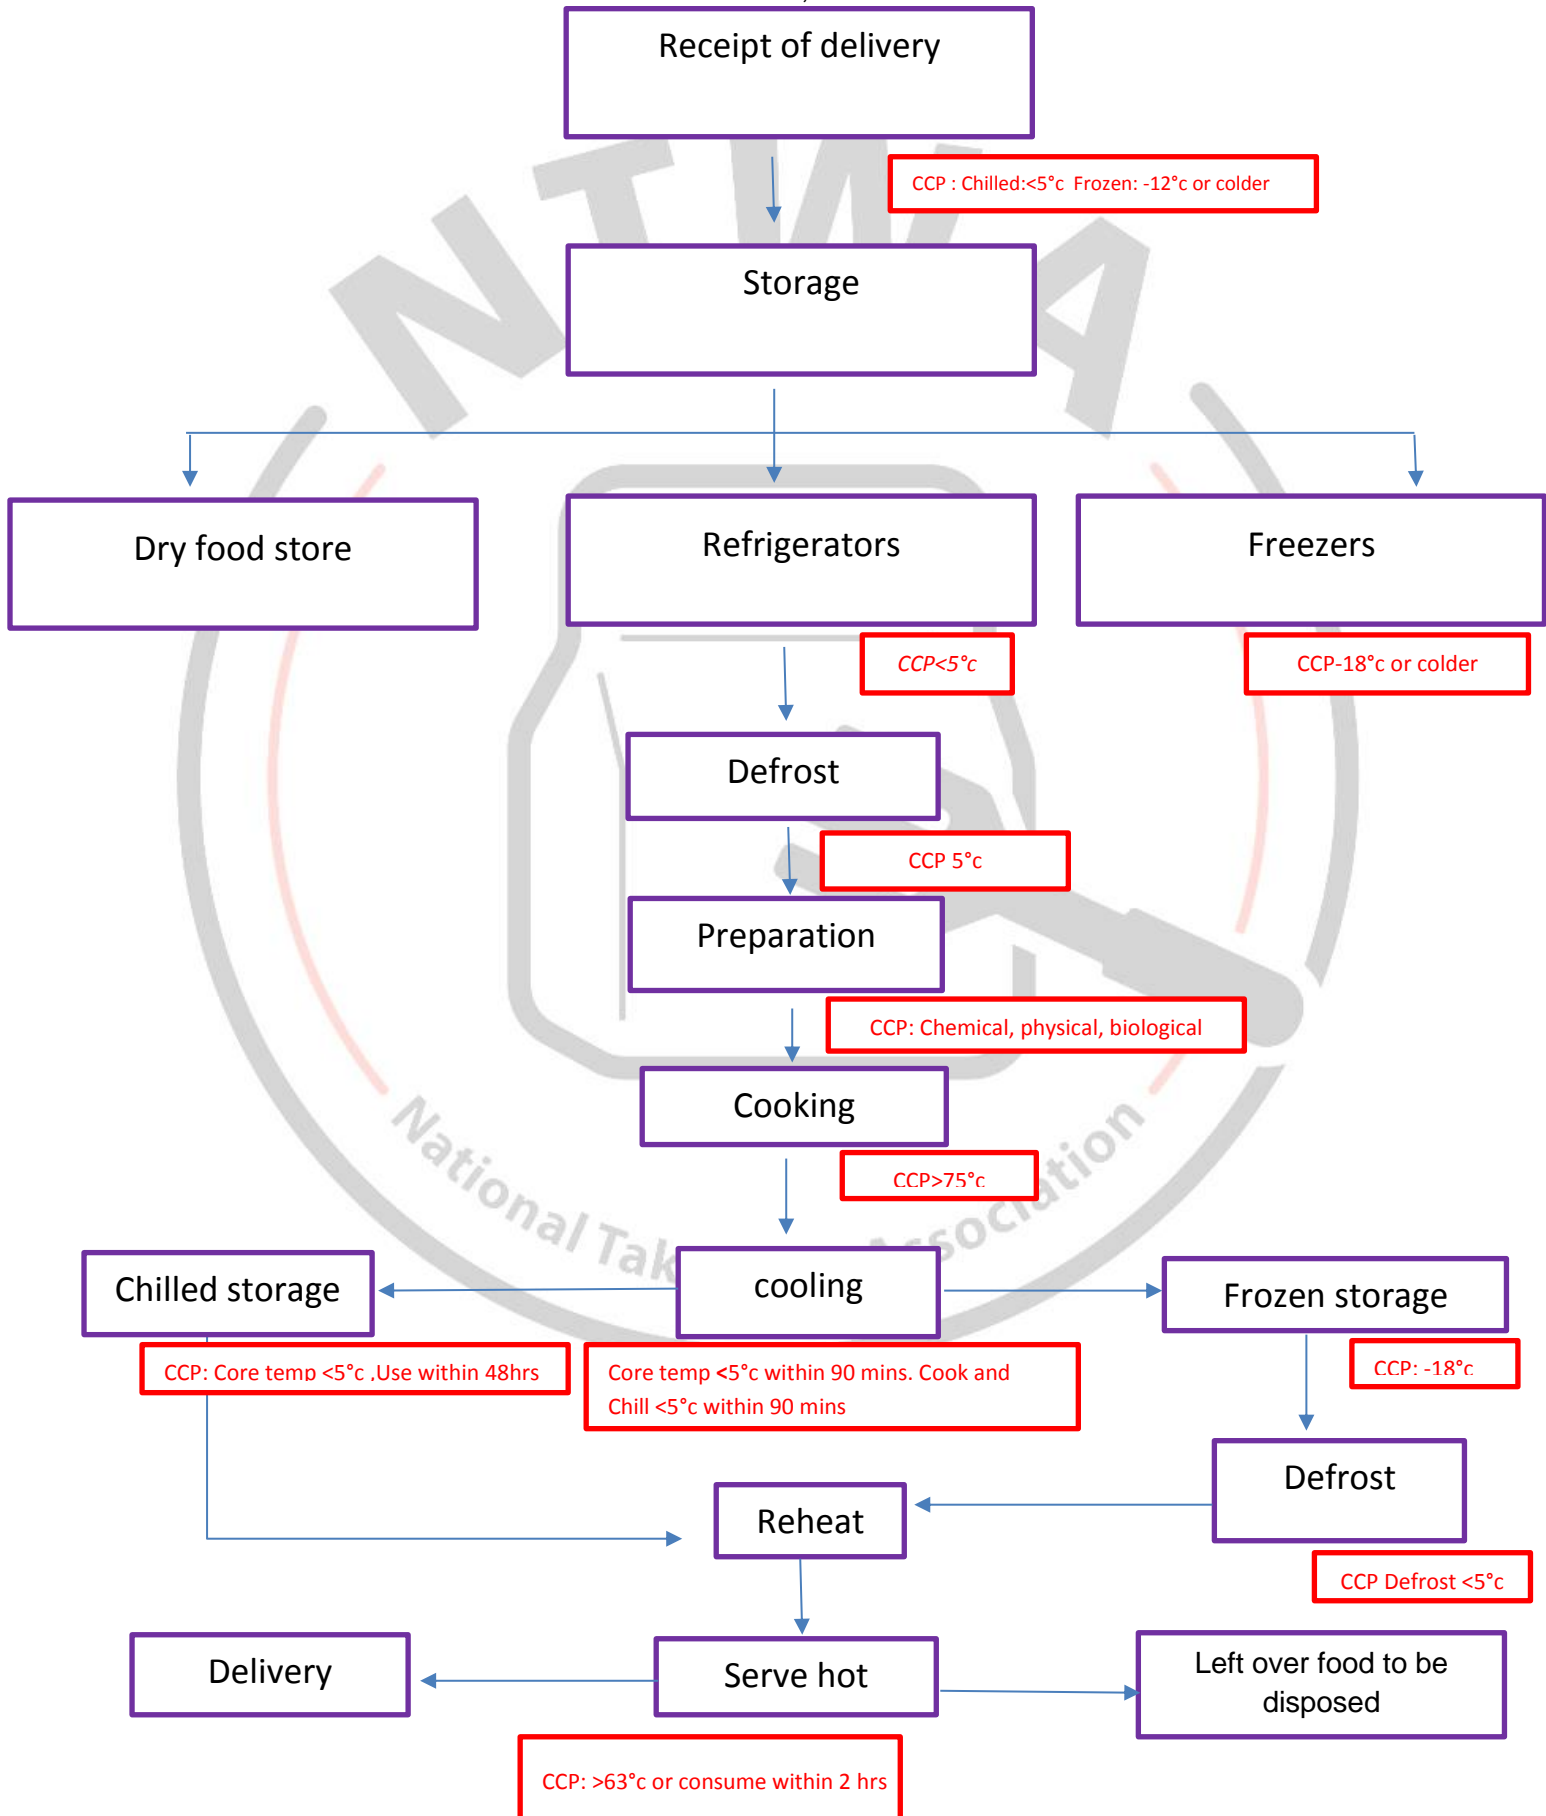 Receipt of delivery
CCP : Chilled:<5°c  Frozen: -12°c or colder
NTWA
Storage
Dry food store
Refrigerators
Freezers
CCP<5°c
CCP-18°c or colder
Defrost
CCP 5°c
Preparation
CCP: Chemical, physical, biological
Cooking
CCP>75°c
National Tak Association
Chilled storage
cooling
Frozen storage
CCP: Core temp <5°c ,Use within 48hrs
Core temp <5°c within 90 mins. Cook and
Chill <5°c within 90 mins
CCP: -18°c
Defrost
Reheat
CCP Defrost <5°c
Delivery
Serve hot
Left over food to be
disposed
CCP: >63°c or consume within 2 hrs